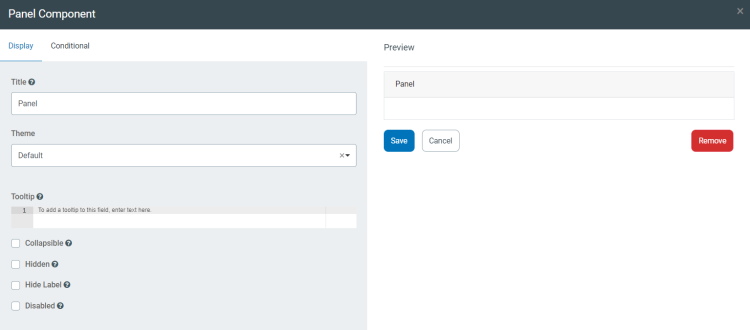 Panel Component
×
Display Conditional
Title
Panel
Theme
Default
×
Tooltip
1 To add a tooltip to this field, enter text here.
Collapsible
Hidden
Hide Label
Disabled
Preview
Panel
Save Cancel Remove